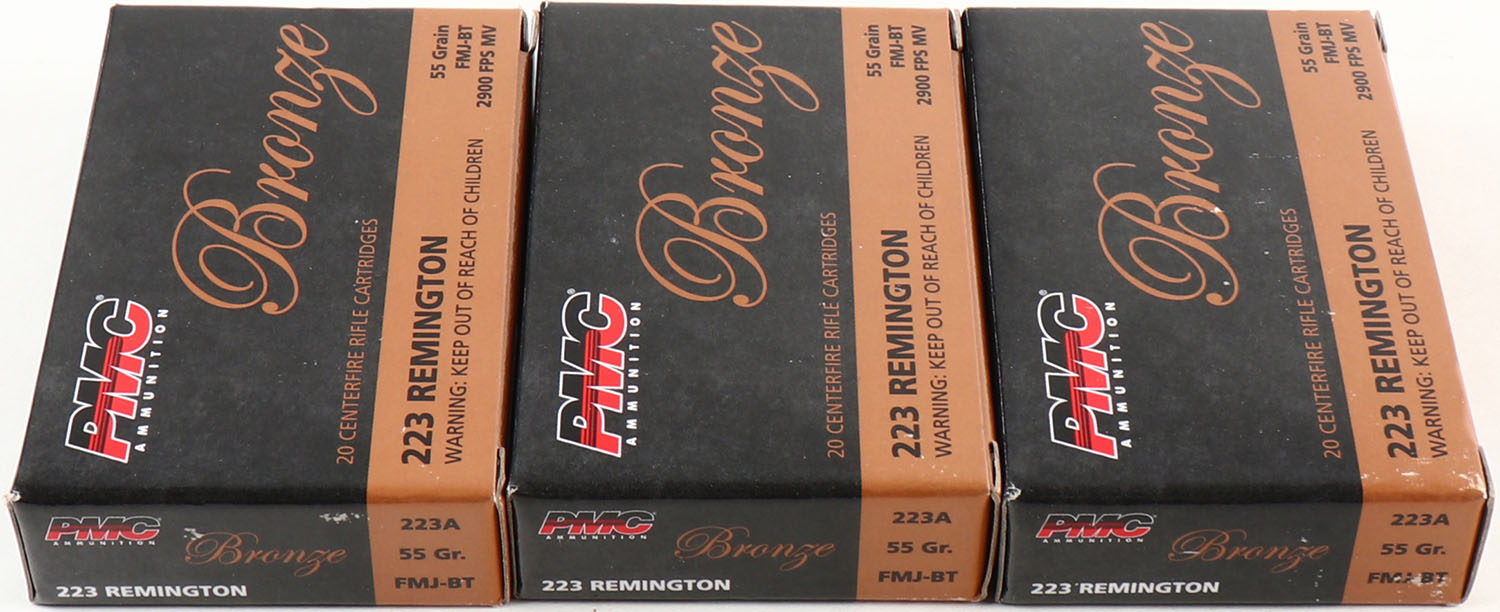 PMC®
AMMUNITION
Bronze
20 CENTERFIRE RIFLE CARTRIDGES
223 REMINGTON
WARNING: KEEP OUT OF REACH OF CHILDREN
55 Grain
FMJ-BT
2900 FPS MV
PMC
AMMUNITION
Bronze
223 REMINGTON
223A
55 Gr.
FMJ-BT
PMC®
AMMUNITION
Bronze
20 CENTERFIRE RIFLE CARTRIDGES
223 REMINGTON
WARNING: KEEP OUT OF REACH OF CHILDREN
55 Grain
FMJ-BT
2900 FPS MV
PMC
AMMUNITION
Bronze
223 REMINGTON
223A
55 Gr.
FMJ-BT
PMC®
AMMUNITION
Bronze
20 CENTERFIRE RIFLE CARTRIDGES
223 REMINGTON
WARNING: KEEP OUT OF REACH OF CHILDREN
55 Grain
FMJ-BT
2900 FPS MV
PMC
AMMUNITION
Bronze
223 REMINGTON
223A
55 Gr.
FMJ-BT